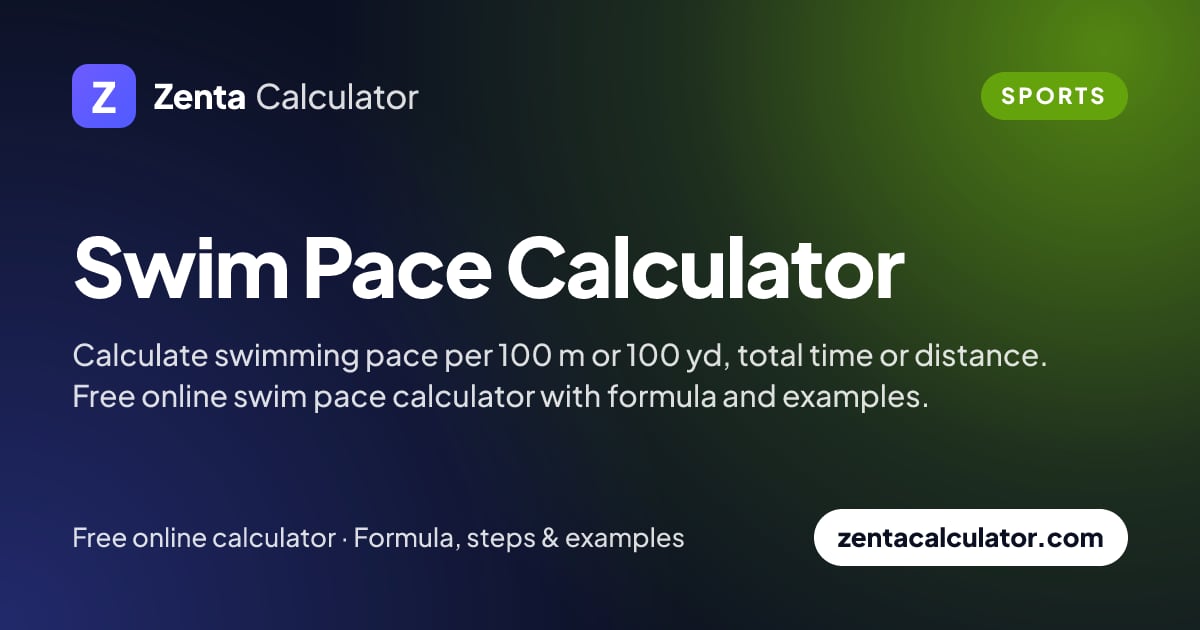 Z
Zenta Calculator
SPORTS
Swim Pace Calculator
Calculate swimming pace per 100 m or 100 yd, total time or distance.
Free online swim pace calculator with formula and examples.
Free online calculator · Formula, steps & examples
zentacalculator.com